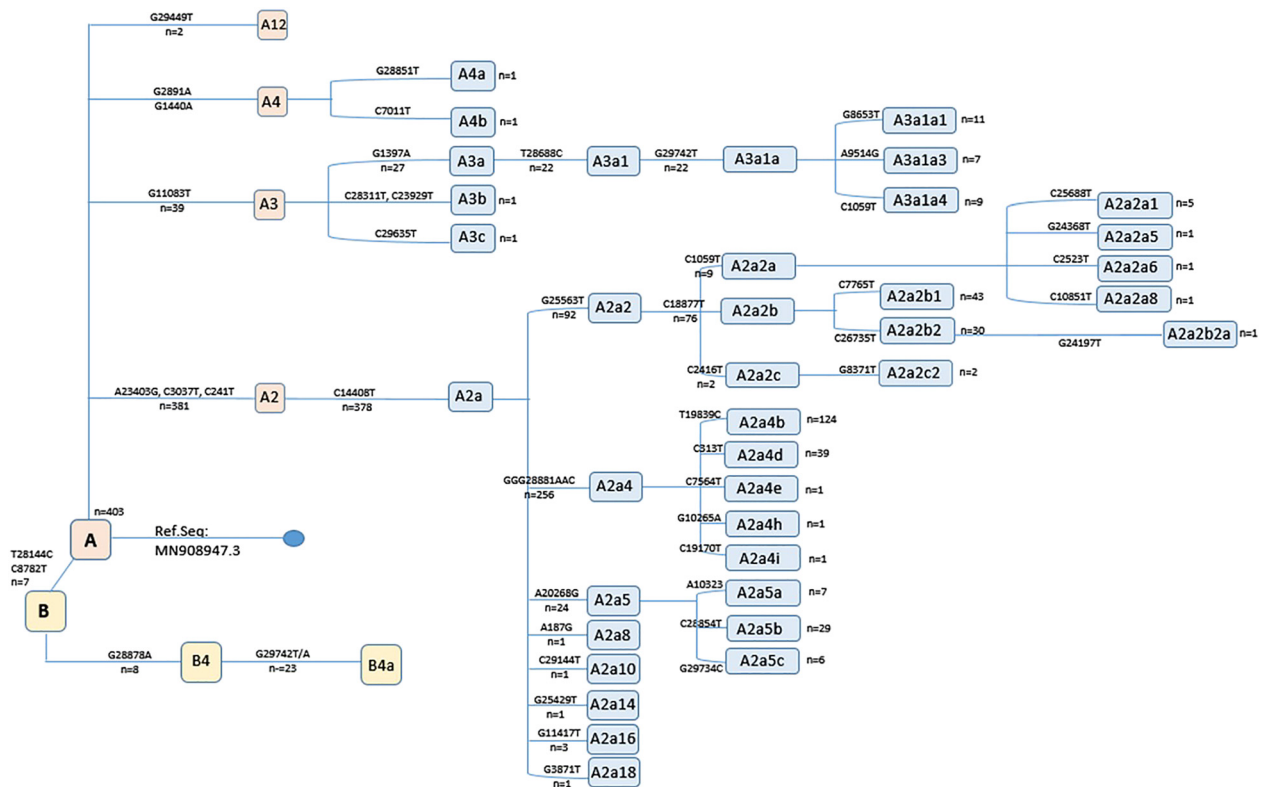 G29449T
n=2
A12
G2891A
G1440A
A4
G28851T
A4a
n=1
C7011T
A4b
n=1
G11083T
n=39
A3
G1397A
n=27
A3a
T28688C
n=22
A3a1
G29742T
n=22
A3a1a
G8653T
A3a1a1
n=11
A9514G
A3a1a3
n=7
C1059T
A3a1a4
n=9
C28311T, C23929T
A3b
n=1
C29635T
A3c
n=1
A23403G, C3037T, C241T
n=381
A2
C14408T
n=378
A2a
G25563T
n=92
A2a2
C1059T
n=9
A2a2a
C25688T
A2a2a1
n=5
G24368T
A2a2a5
n=1
C2523T
A2a2a6
n=1
C10851T
A2a2a8
n=1
C18877T
n=76
A2a2b
C7765T
A2a2b1
n=43
C26735T
A2a2b2
n=30
G24197T
A2a2b2a
n=1
C2416T
n=2
A2a2c
G8371T
A2a2c2
n=2
GGG28881AAC
n=256
A2a4
T19839C
A2a4b
n=124
C313T
A2a4d
n=39
C7564T
A2a4e
n=1
G10265A
A2a4h
n=1
C19170T
A2a4i
n=1
A20268G
n=24
A2a5
A10323
A2a5a
n=7
C28854T
A2a5b
n=29
G29734C
A2a5c
n=6
A187G
n=1
A2a8
C29144T
n=1
A2a10
G25429T
n=1
A2a14
G11417T
n=3
A2a16
G3871T
n=1
A2a18
n=403
A
Ref.Seq:
MN908947.3
T28144C
C8782T
n=7
B
G28878A
n=8
B4
G29742T/A
n-=23
B4a